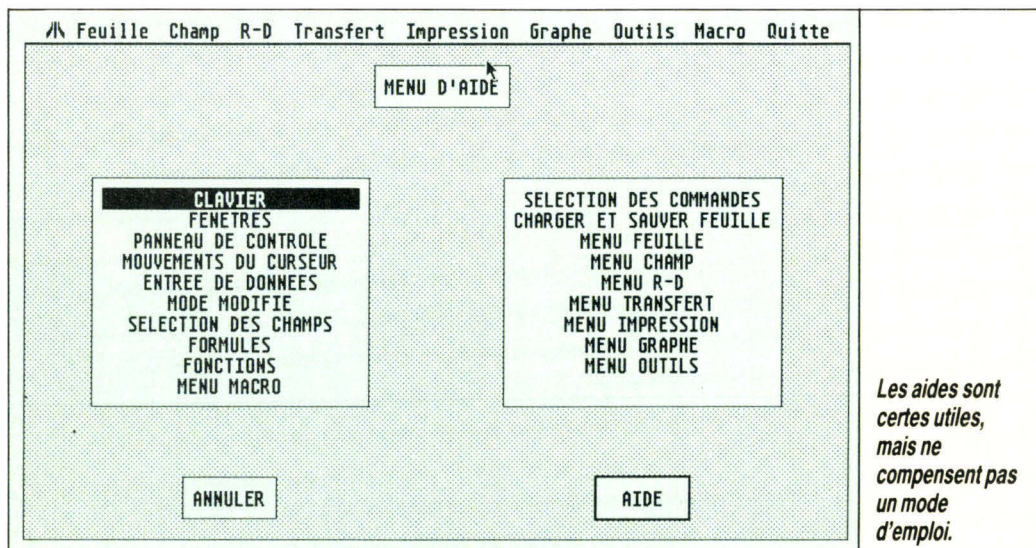 Feuille Champ R-D Transfert Impression Graphe Outils Macro Quitte
MENU D'AIDE
CLAVIER
FENETRES
PANNEAU DE CONTROLE
MOUVEMENTS DU CURSEUR
ENTREE DE DONNEES
MODE MODIFIE
SELECTION DES CHAMPS
FORMULES
FONCTIONS
MENU MACRO
SELECTION DES COMMANDES
CHARGER ET SAUVER FEUILLE
MENU FEUILLE
MENU CHAMP
MENU R-D
MENU TRANSFERT
MENU IMPRESSION
MENU GRAPHE
MENU OUTILS
ANNULER
AIDE
Les aides sont
certes utiles,
mais ne
compensent pas
un mode
d'emploi.